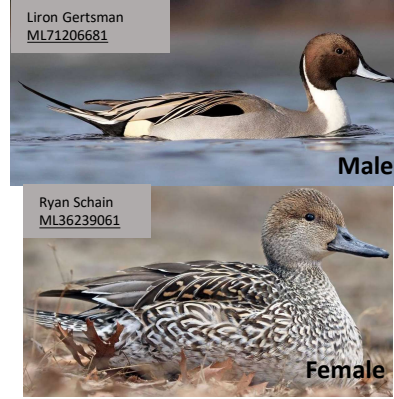 Liron Gertsman
ML71206681
Male
Ryan Schain
ML36239061
Female